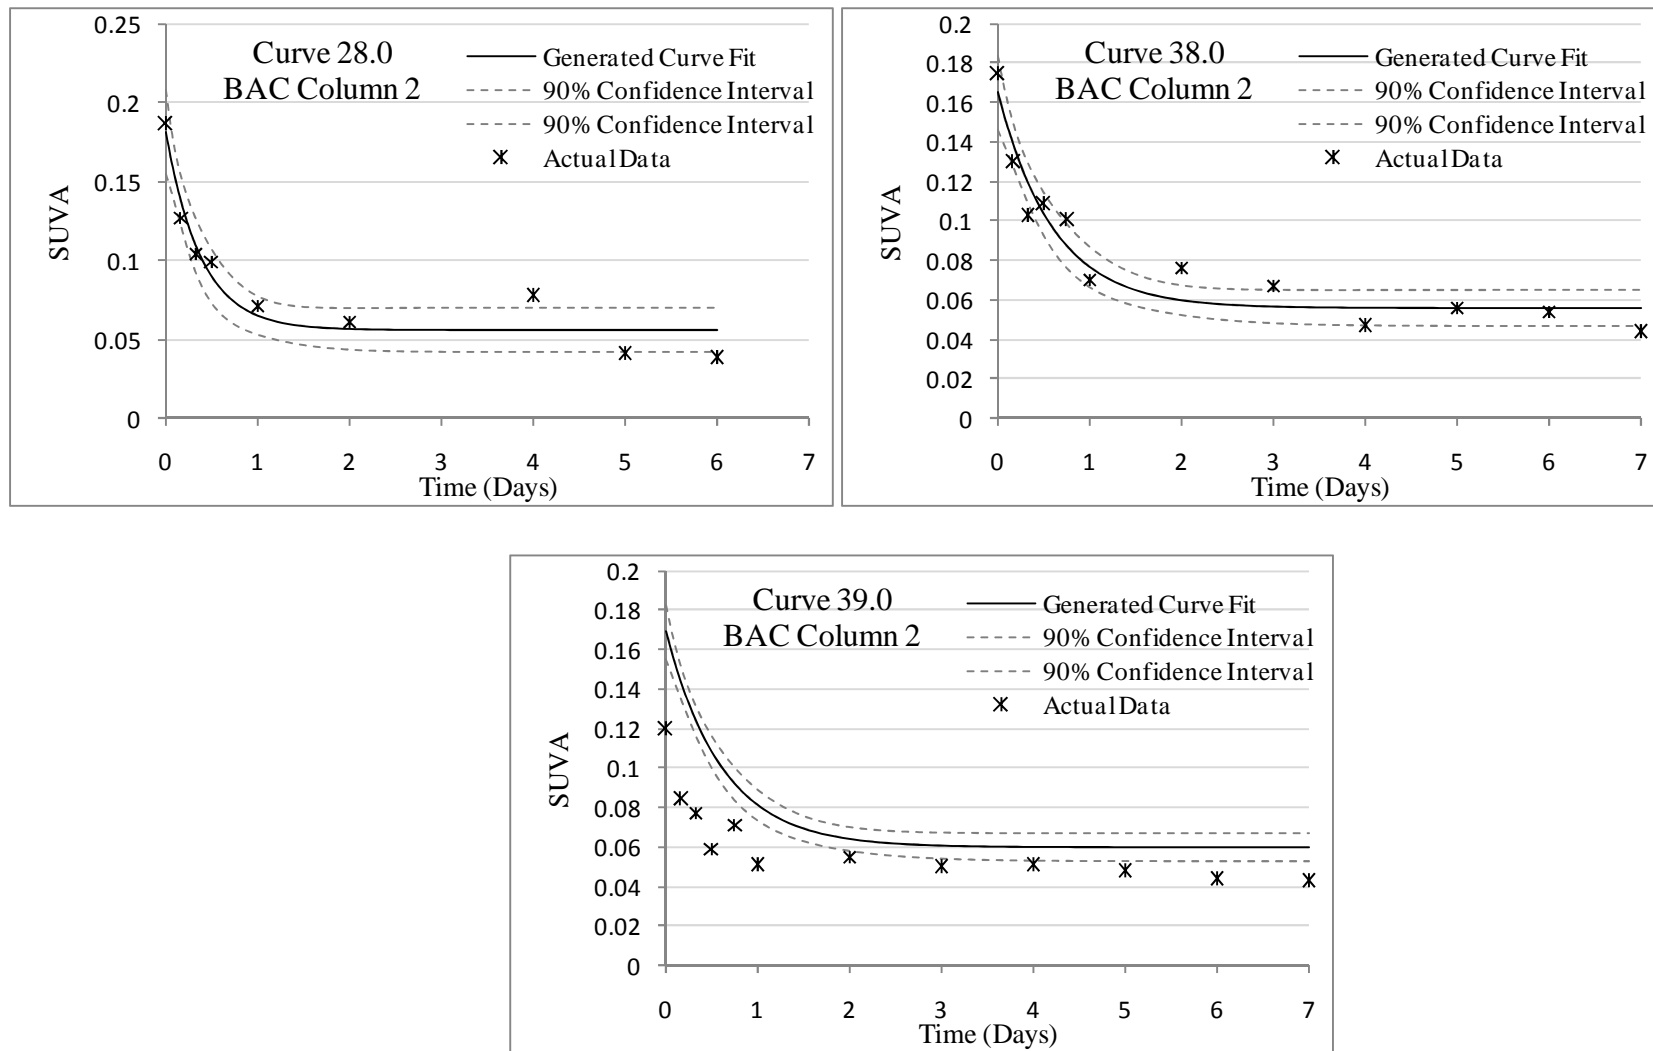 0.25
0.2
0.15
0.1
0.05
0
SUVA
Curve 28.0
BAC Column 2
Generated Curve Fit
90% Confidence Interval
90% Confidence Interval
Actual Data
0 1 2 3 4 5 6 7
Time (Days)
0.2
0.18
0.16
0.14
0.12
0.1
0.08
0.06
0.04
0.02
0
SUVA
Curve 38.0
BAC Column 2
Generated Curve Fit
90% Confidence Interval
90% Confidence Interval
Actual Data
0 1 2 3 4 5 6 7
Time (Days)
0.2
0.18
0.16
0.14
0.12
0.1
0.08
0.06
0.04
0.02
0
SUVA
Curve 39.0
BAC Column 2
Generated Curve Fit
90% Confidence Interval
90% Confidence Interval
Actual Data
0 1 2 3 4 5 6 7
Time (Days)